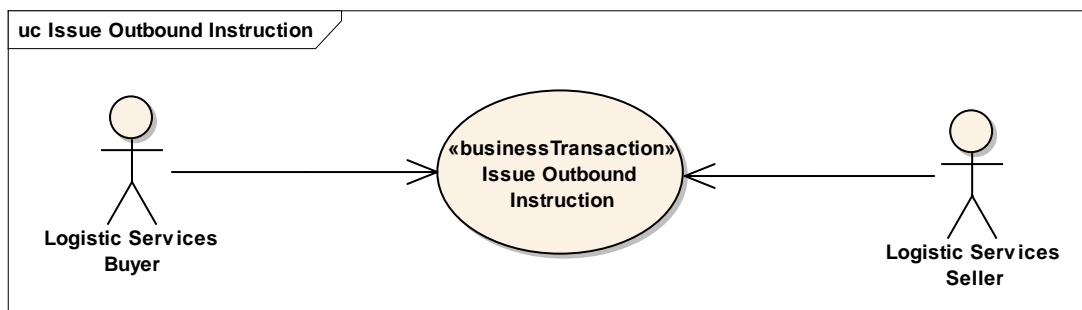 uc Issue Outbound Instruction
«businessTransaction»
Issue Outbound
Instruction
Logistic Services
Buyer
Logistic Services
Seller